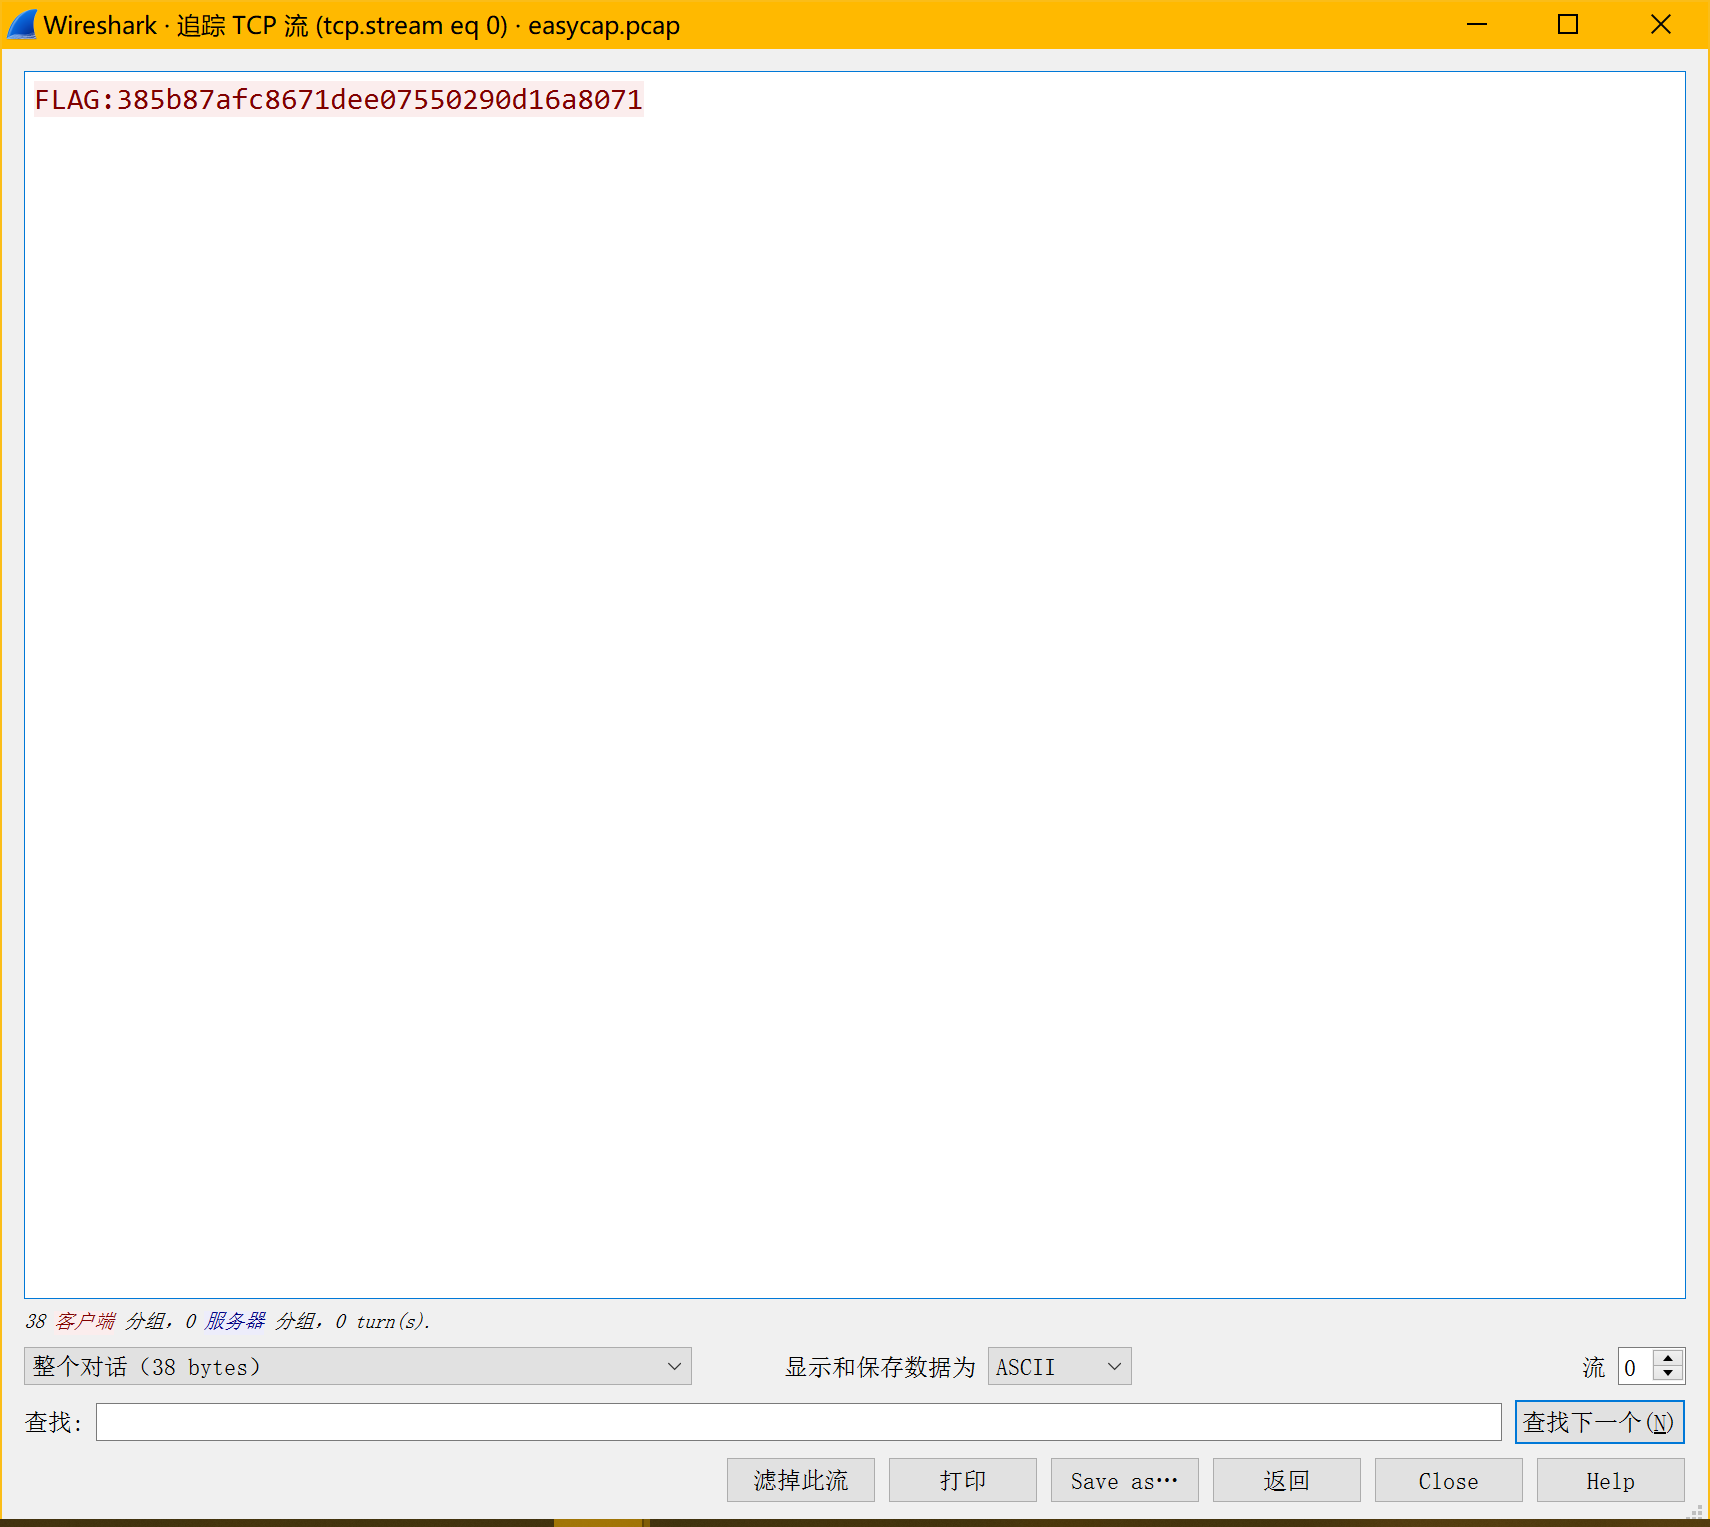 Wireshark · 追踪 TCP 流 (tcp.stream eq 0) · easycap.pcap
FLAG:385b87afc8671dee07550290d16a8071
38 客户端 分组，0 服务器 分组，0 turn(s).
整个对话（38 bytes） 显示和保存数据为 ASCII 流 0
查找: 查找下一个(N)
滤掉此流 打印 Save as… 返回 Close Help